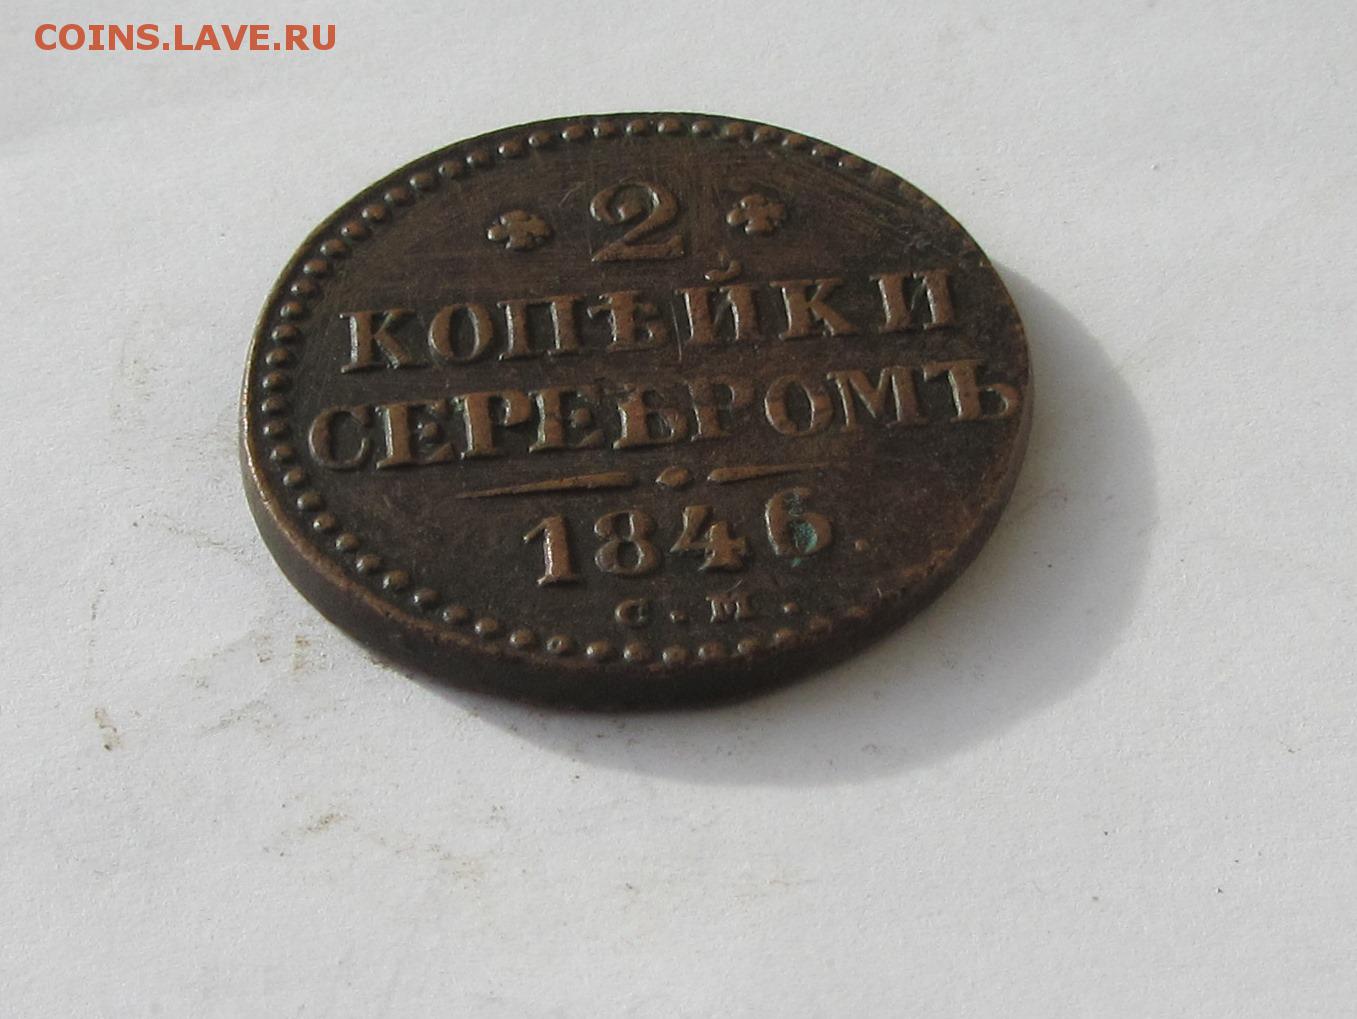 COINS.LAVE.RU
2
КОПѢЙКИ
СЕРЕБРОМЪ
1846.
С.М.